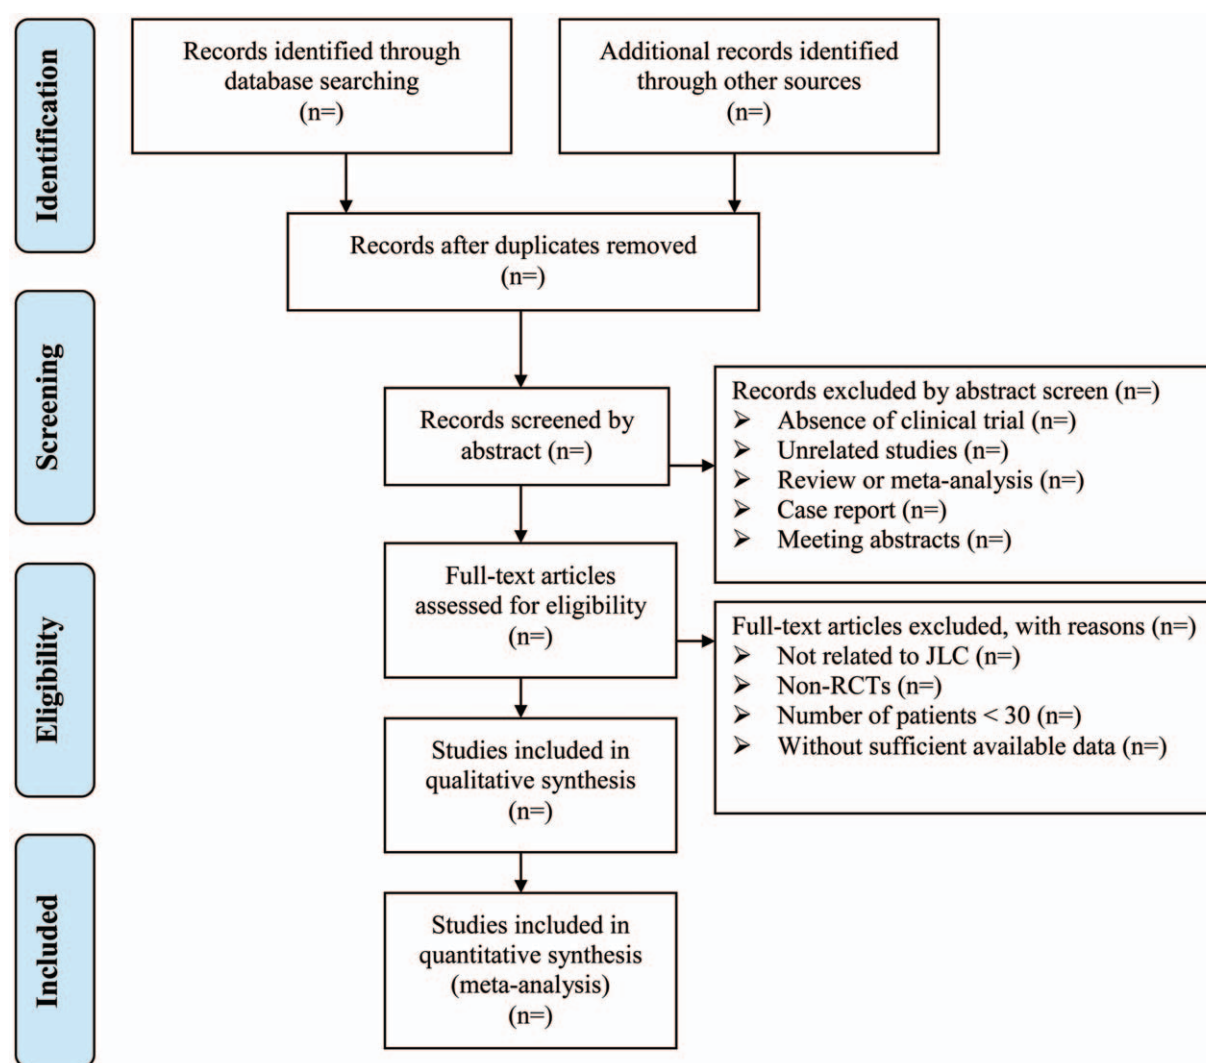 Identification
Records identified through
database searching
(n=)
Additional records identified
through other sources
(n=)
Records after duplicates removed
(n=)
Screening
Records screened by
abstract (n=)
Records excluded by abstract screen (n=)
➢ Absence of clinical trial (n=)
➢ Unrelated studies (n=)
➢ Review or meta-analysis (n=)
➢ Case report (n=)
➢ Meeting abstracts (n=)
Eligibility
Full-text articles
assessed for eligibility
(n=)
Full-text articles excluded, with reasons (n=)
➢ Not related to JLC (n=)
➢ Non-RCTs (n=)
➢ Number of patients < 30 (n=)
➢ Without sufficient available data (n=)
Studies included in
qualitative synthesis
(n=)
Included
Studies included in
quantitative synthesis
(meta-analysis)
(n=)